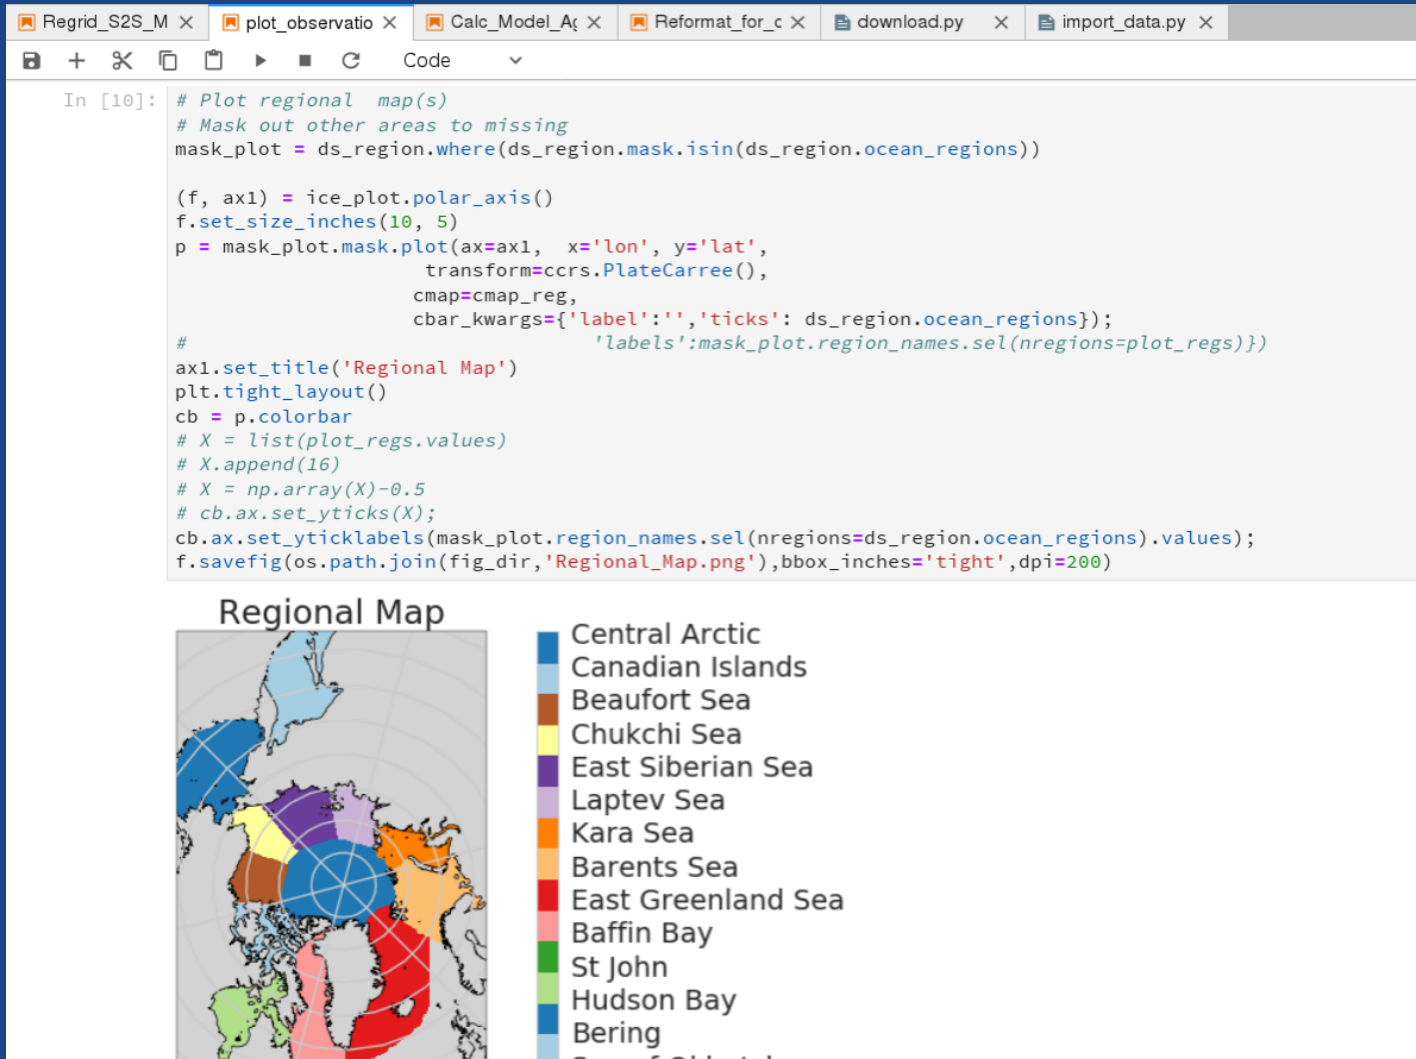 Regrid_S2S_M
plot_observatio
Calc_Model_Ag
Reformat_for_c
download.py
import_data.py
Code
In [10]:
# Plot regional  map(s)
# Mask out other areas to missing
mask_plot = ds_region.where(ds_region.mask.isin(ds_region.ocean_regions))
(f, ax1) = ice_plot.polar_axis()
f.set_size_inches(10, 5)
p = mask_plot.mask.plot(ax=ax1,  x='lon', y='lat',
transform=ccrs.PlateCarree(),
cmap=cmap_reg,
cbar_kwargs={'label':'','ticks': ds_region.ocean_regions});
# 'labels':mask_plot.region_names.sel(nregions=plot_regs)})
ax1.set_title('Regional Map')
plt.tight_layout()
cb = p.colorbar
# X = list(plot_regs.values)
# X.append(16)
# X = np.array(X)-0.5
# cb.ax.set_yticks(X);
cb.ax.set_yticklabels(mask_plot.region_names.sel(nregions=ds_region.ocean_regions).values);
f.savefig(os.path.join(fig_dir,'Regional_Map.png'),bbox_inches='tight',dpi=200)
Regional Map
Central Arctic
Canadian Islands
Beaufort Sea
Chukchi Sea
East Siberian Sea
Laptev Sea
Kara Sea
Barents Sea
East Greenland Sea
Baffin Bay
St John
Hudson Bay
Bering